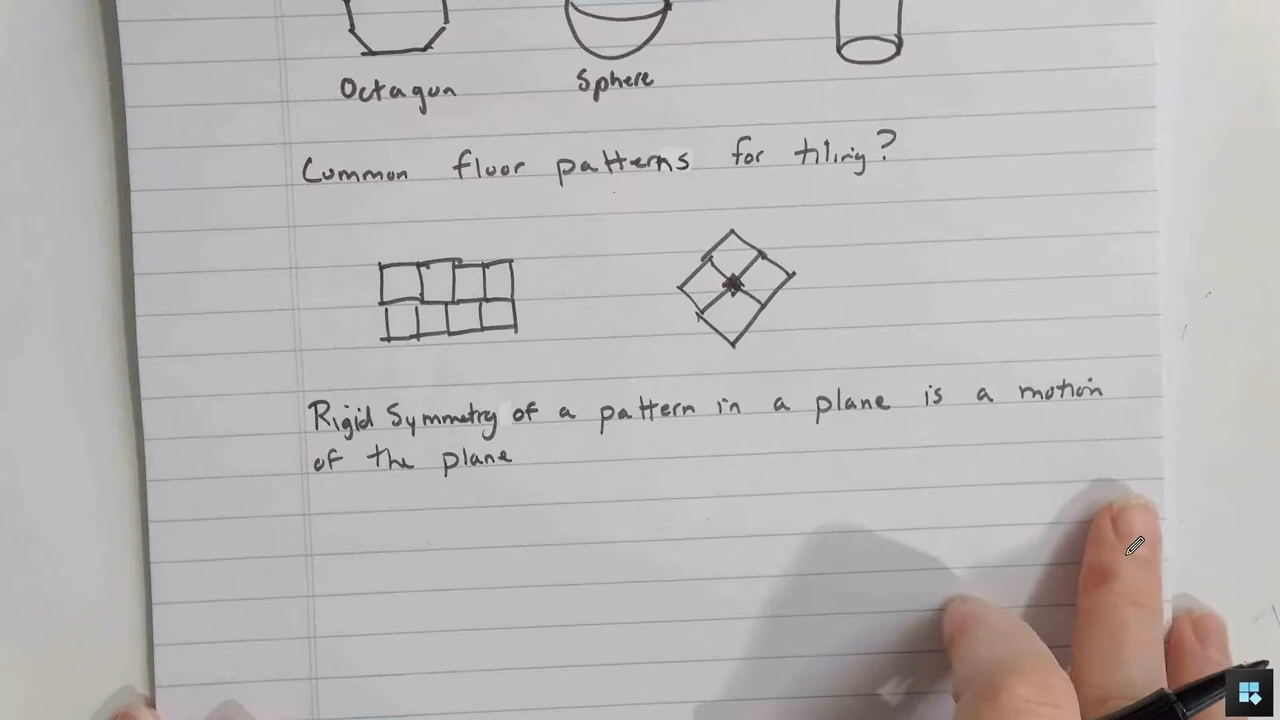 Octagon
Sphere
Common floor patterns for tiling?
Rigid Symmetry of a pattern in a plane is a motion
of the plane